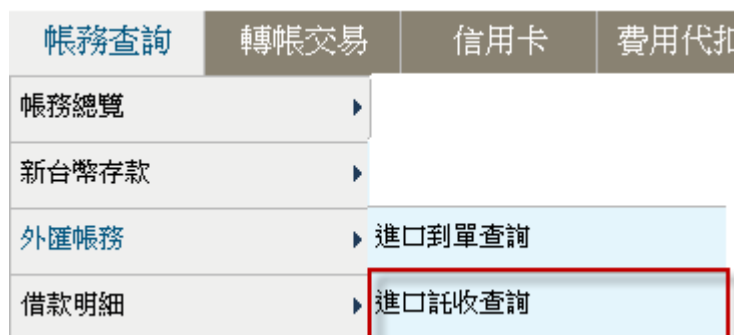 帳務查詢 轉帳交易 信用卡 費用代扣
帳務總覽
新台幣存款
外匯帳務 進口到單查詢
借款明細 進口託收查詢